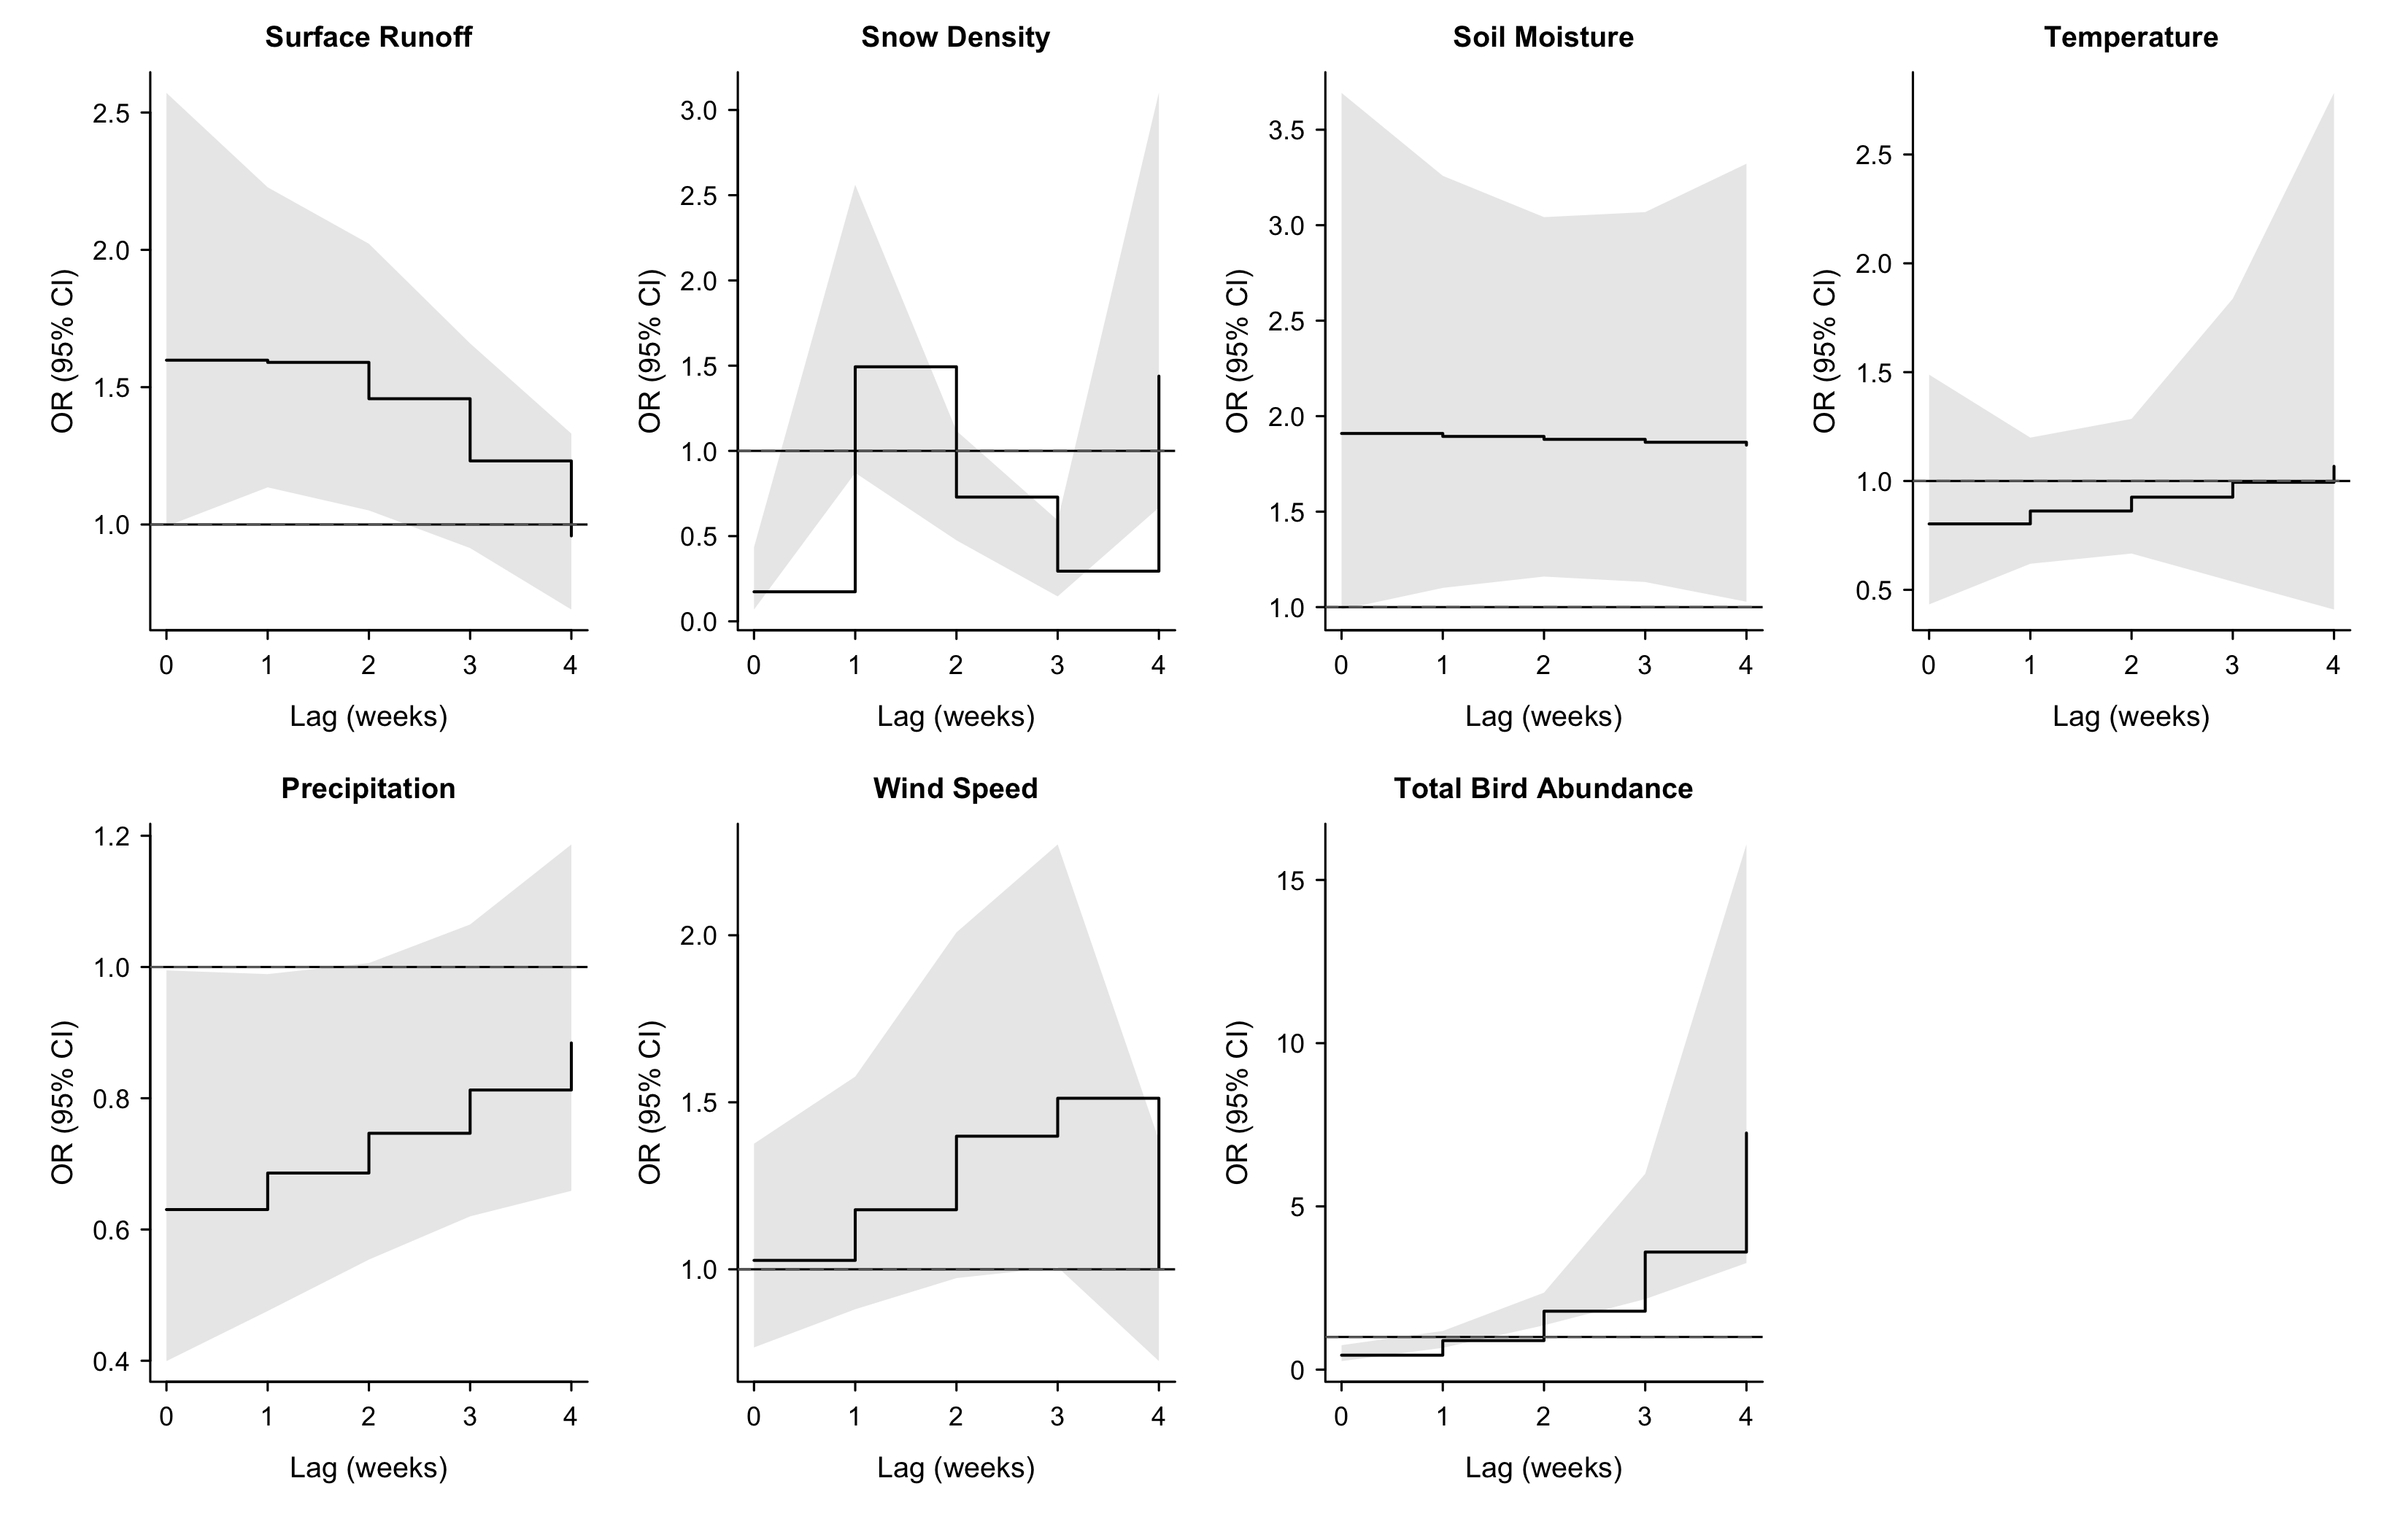 Surface Runoff
OR (95% CI)
2.5
2.0
1.5
1.0
0 1 2 3 4
Lag (weeks)
Snow Density
OR (95% CI)
3.0
2.5
2.0
1.5
1.0
0.5
0.0
0 1 2 3 4
Lag (weeks)
Soil Moisture
OR (95% CI)
3.5
3.0
2.5
2.0
1.5
1.0
0 1 2 3 4
Lag (weeks)
Temperature
OR (95% CI)
2.5
2.0
1.5
1.0
0.5
0 1 2 3 4
Lag (weeks)
Precipitation
OR (95% CI)
1.2
1.0
0.8
0.6
0.4
0 1 2 3 4
Lag (weeks)
Wind Speed
OR (95% CI)
2.0
1.5
1.0
0 1 2 3 4
Lag (weeks)
Total Bird Abundance
OR (95% CI)
15
10
5
0
0 1 2 3 4
Lag (weeks)